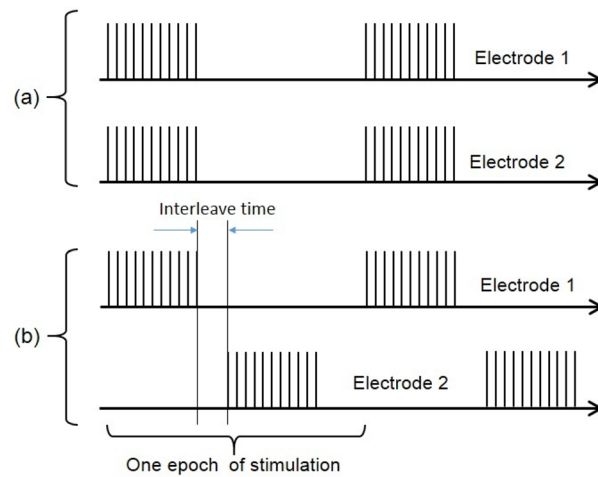 Electrode 1
(a)
Electrode 2
Interleave time
Electrode 1
(b)
Electrode 2
One epoch of stimulation